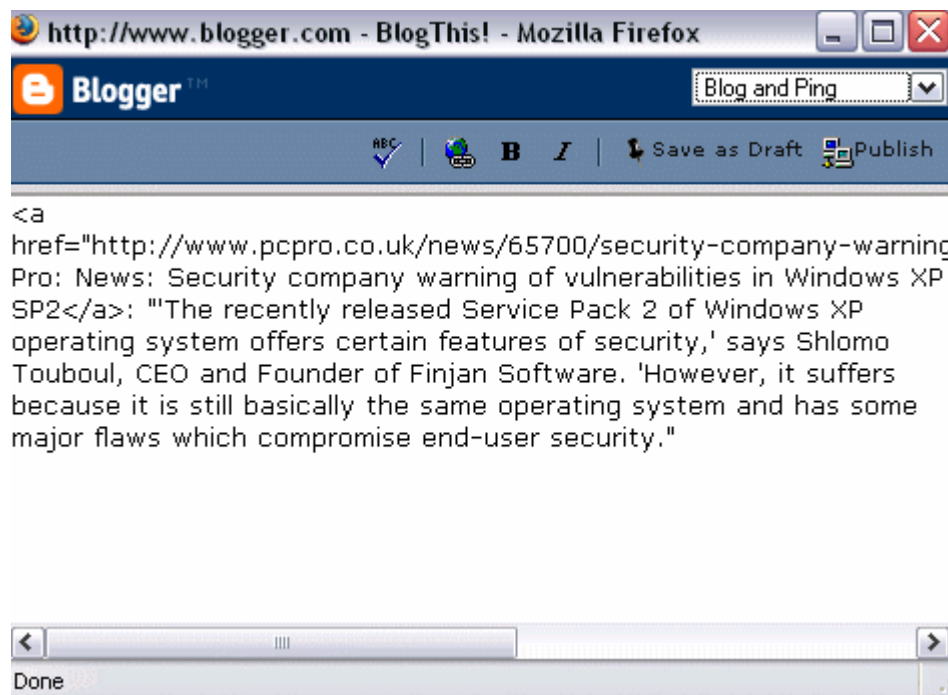 http://www.blogger.com - BlogThis! - Mozilla Firefox
Blogger™
Blog and Ping
ABC
B I Save as Draft Publish
<a
href="http://www.pcpro.co.uk/news/65700/security-company-warning
Pro: News: Security company warning of vulnerabilities in Windows XP
SP2</a>: "'The recently released Service Pack 2 of Windows XP
operating system offers certain features of security,' says Shlomo
Touboul, CEO and Founder of Finjan Software. 'However, it suffers
because it is still basically the same operating system and has some
major flaws which compromise end-user security."
Done